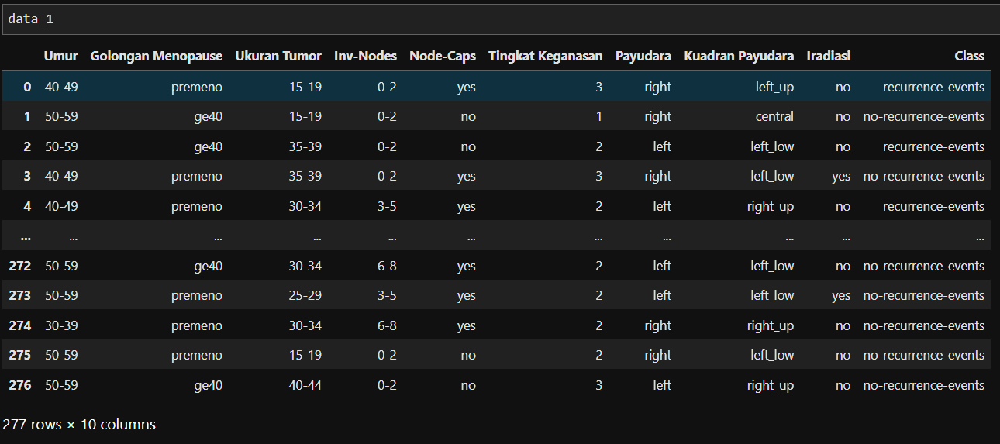 data_1
Umur Golongan Menopause Ukuran Tumor Inv-Nodes Node-Caps Tingkat Keganasan Payudara Kuadran Payudara Iradiasi Class
0 40-49 premeno 15-19 0-2 yes 3 right left_up no recurrence-events
1 50-59 ge40 15-19 0-2 no 1 right central no no-recurrence-events
2 50-59 ge40 35-39 0-2 no 2 left left_low no recurrence-events
3 40-49 premeno 35-39 0-2 yes 3 right left_low yes no-recurrence-events
4 40-49 premeno 30-34 3-5 yes 2 left right_up no recurrence-events
... ... ... ... ... ... ... ... ... ... ...
272 50-59 ge40 30-34 6-8 yes 2 left left_low no no-recurrence-events
273 50-59 premeno 25-29 3-5 yes 2 left left_low yes no-recurrence-events
274 30-39 premeno 30-34 6-8 yes 2 right right_up no no-recurrence-events
275 50-59 premeno 15-19 0-2 no 2 right left_low no no-recurrence-events
276 50-59 ge40 40-44 0-2 no 3 left right_up no no-recurrence-events
277 rows × 10 columns